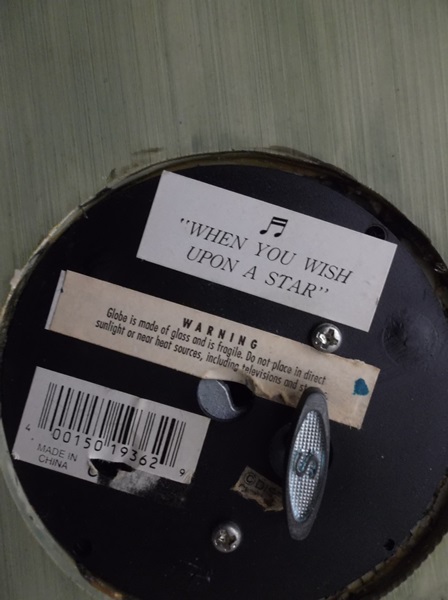 "WHEN YOU WISH
UPON A STAR"
WARNING
Globe is made of glass and is fragile. Do not place in direct
sunlight or near heat sources, including televisions and
4 00150 19362 9
MADE IN
CHINA